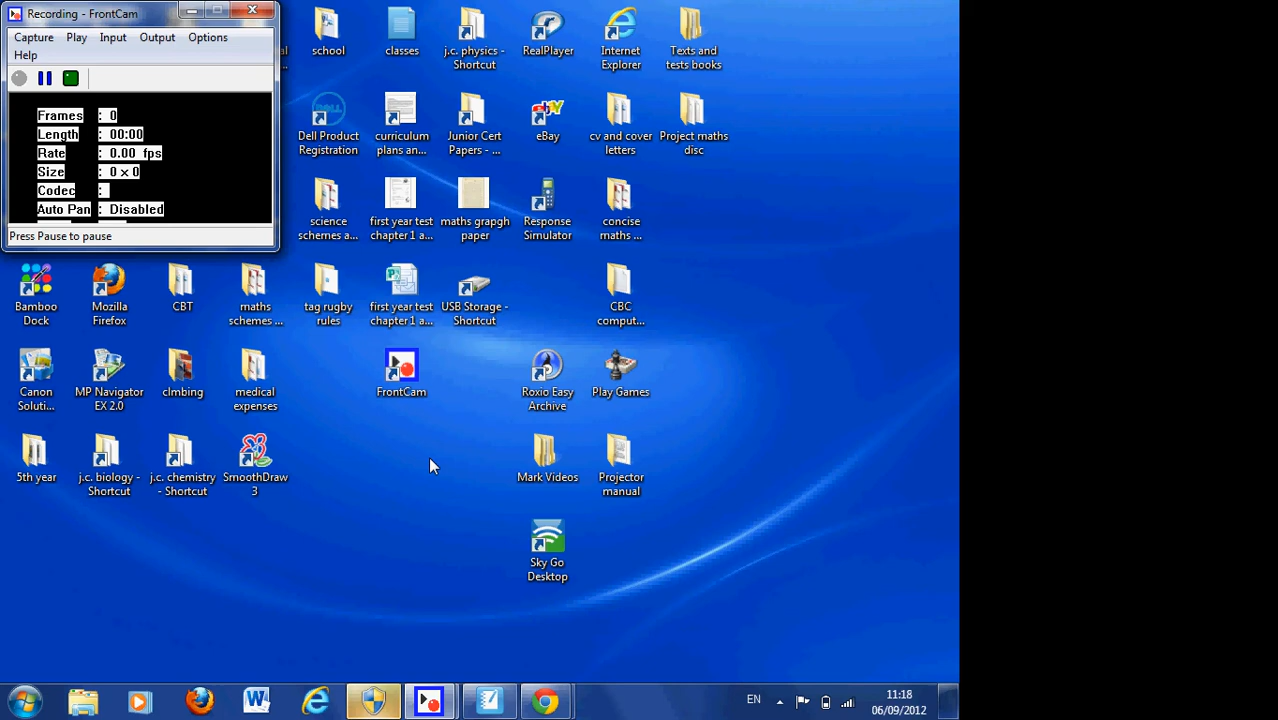 Recording - FrontCam
Capture Play Input Output Options
Help
Frames : 0
Length : 00:00
Rate : 0.00 fps
Size : 0 x 0
Codec :
Auto Pan : Disabled
Press Pause to pause
school
classes
j.c. physics -
Shortcut
RealPlayer
Internet
Explorer
Texts and
tests books
Dell Product
Registration
curriculum
plans an...
Junior Cert
Papers - ...
eBay
cv and cover
letters
Project maths
disc
science
schemes a...
first year test
chapter 1 a...
maths grapgh
paper
Response
Simulator
concise
maths ...
Bamboo
Dock
Mozilla
Firefox
CBT
maths
schemes ...
tag rugby
rules
first year test
chapter 1 a...
USB Storage -
Shortcut
CBC
comput...
Canon
Soluti...
MP Navigator
EX 2.0
clmbing
medical
expenses
FrontCam
Roxio Easy
Archive
Play Games
5th year
j.c. biology -
Shortcut
j.c. chemistry
- Shortcut
SmoothDraw
3
Mark Videos
Projector
manual
Sky Go
Desktop
EN
11:18
06/09/2012